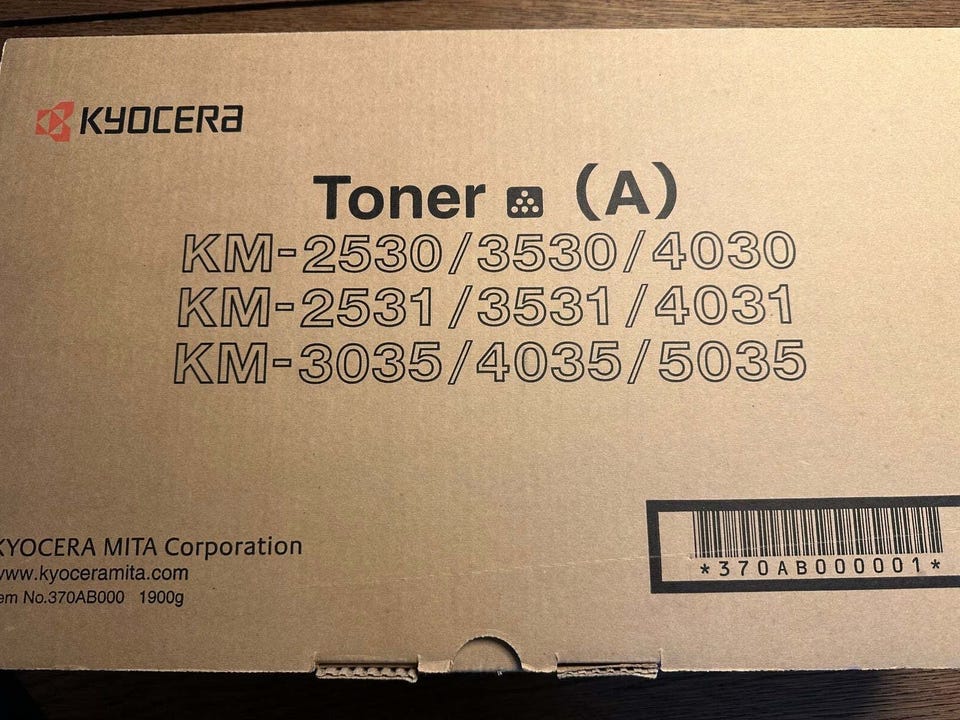 KYOCERA
Toner (A)
KM-2530/3530/4030
KM-2531/3531/4031
KM-3035/4035/5035
KYOCERA MITA Corporation
www.kyoceramita.com
em No.370AB000 1900g
*370AB000001*